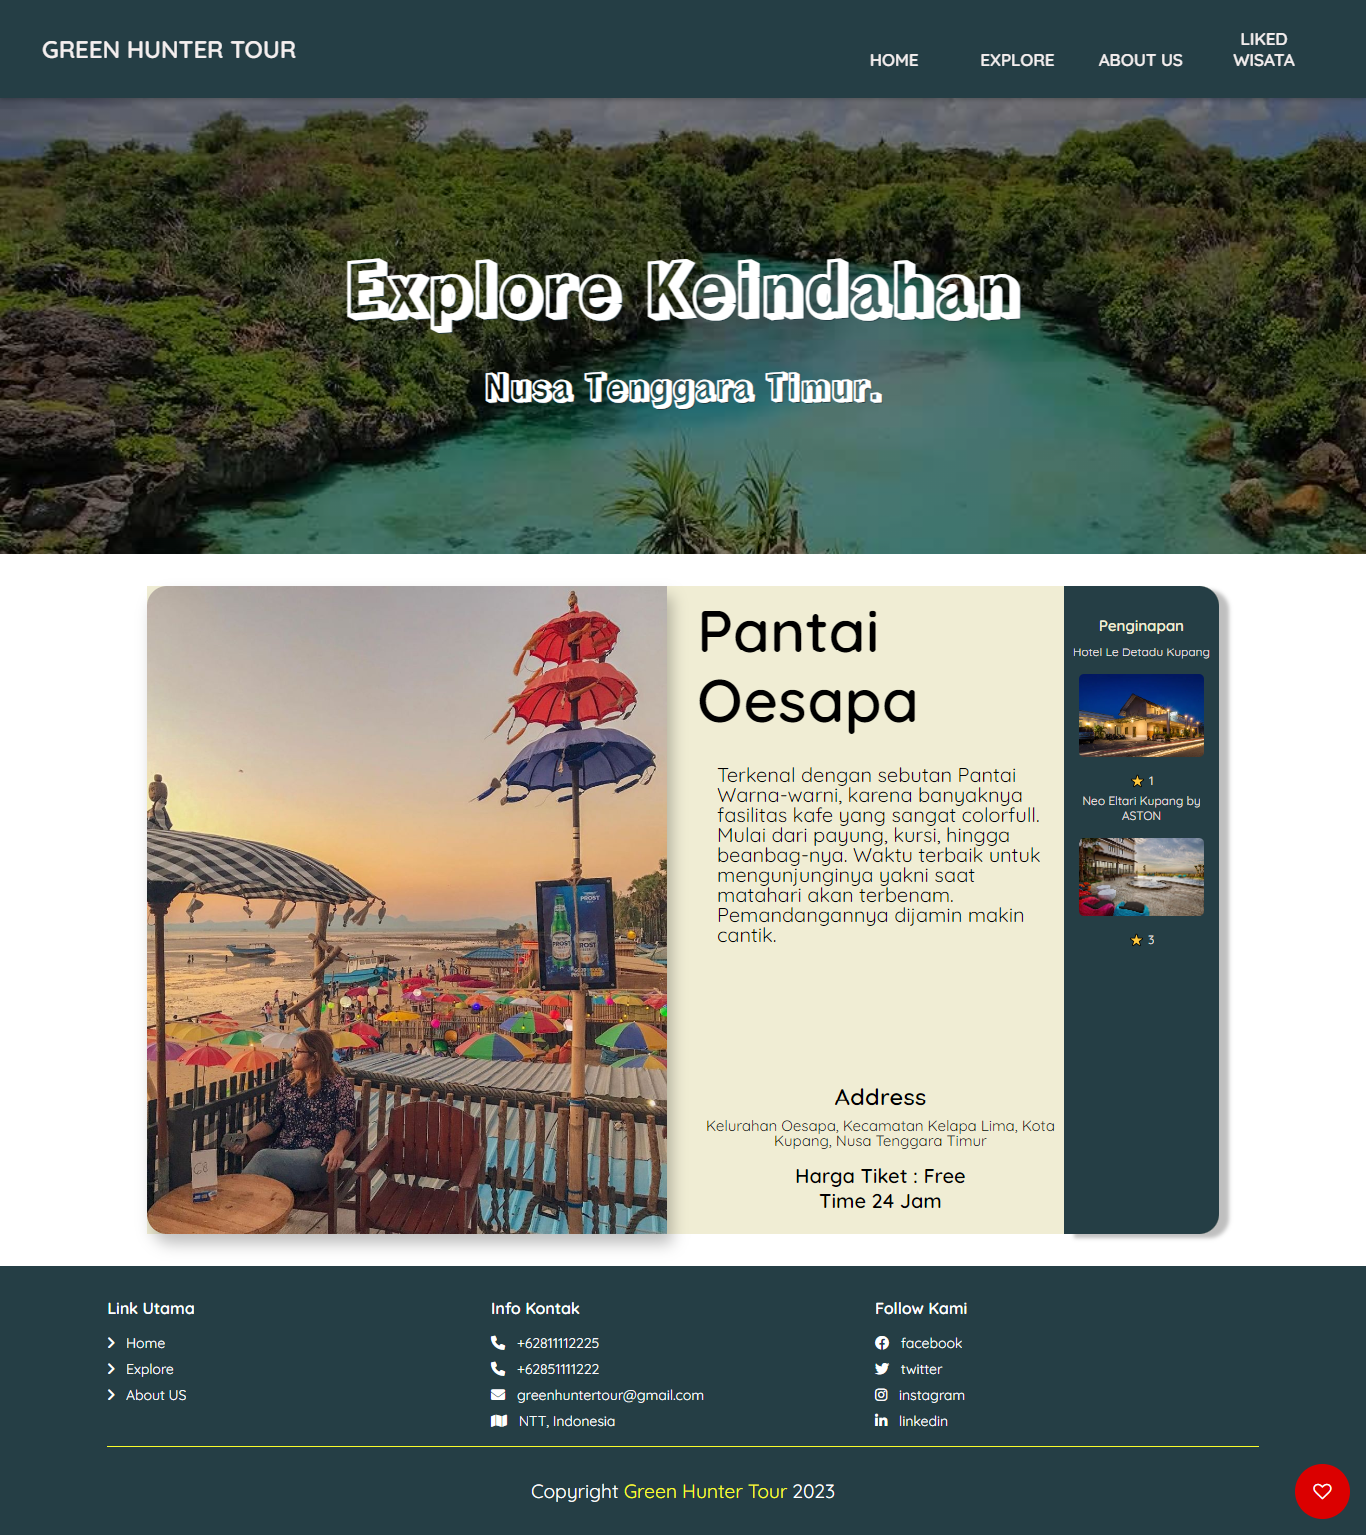 GREEN HUNTER TOUR
HOME
EXPLORE
ABOUT US
LIKED
WISATA
Explore Keindahan
Nusa Tenggara Timur.
Pantai
Oesapa
Terkenal dengan sebutan Pantai
Warna-warni, karena banyaknya
fasilitas kafe yang sangat colorfull.
Mulai dari payung, kursi, hingga
beanbag-nya. Waktu terbaik untuk
mengunjunginya yakni saat
matahari akan terbenam.
Pemandangannya dijamin makin
cantik.
Address
Kelurahan Oesapa, Kecamatan Kelapa Lima, Kota
Kupang, Nusa Tenggara Timur
Harga Tiket : Free
Time 24 Jam
Penginapan
Hotel Le Detadu Kupang
1
Neo Eltari Kupang by
ASTON
3
PROST
PROST
PROST
68
Link Utama
Home
Explore
About US
Info Kontak
+62811112225
+62851111222
greenhuntertour@gmail.com
NTT, Indonesia
Follow Kami
facebook
twitter
instagram
linkedin
Copyright Green Hunter Tour 2023